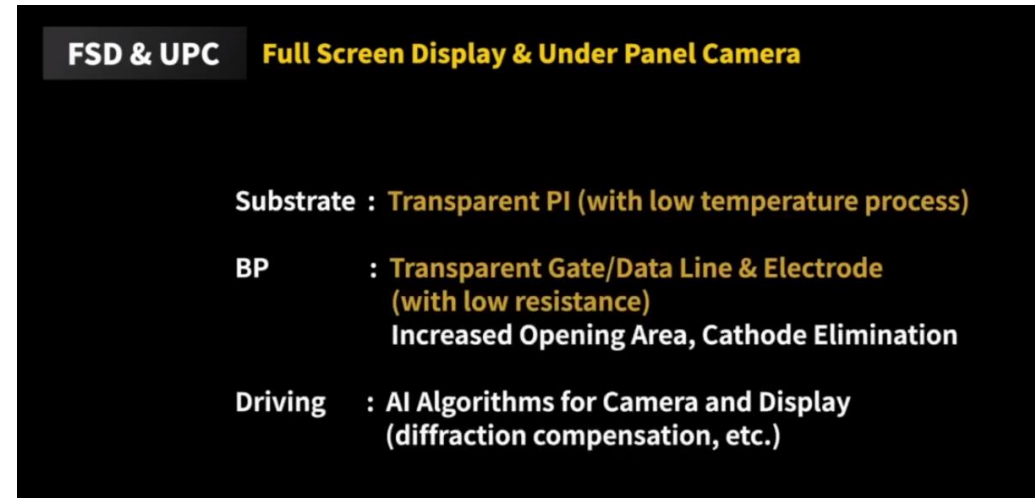 FSD & UPC Full Screen Display & Under Panel Camera
Substrate : Transparent PI (with low temperature process)
BP : Transparent Gate/Data Line & Electrode
(with low resistance)
Increased Opening Area, Cathode Elimination
Driving : AI Algorithms for Camera and Display
(diffraction compensation, etc.)